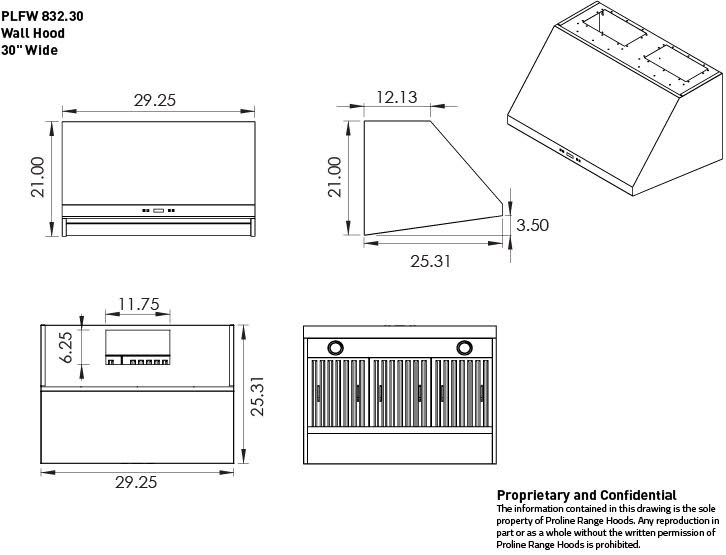 PLFW 832.30
Wall Hood
30" Wide
29.25
21.00
12.13
21.00
3.50
25.31
11.75
6.25
25.31
29.25
Proprietary and Confidential
The information contained in this drawing is the sole
property of Proline Range Hoods. Any reproduction in
part or as a whole without the written permission of
Proline Range Hoods is prohibited.